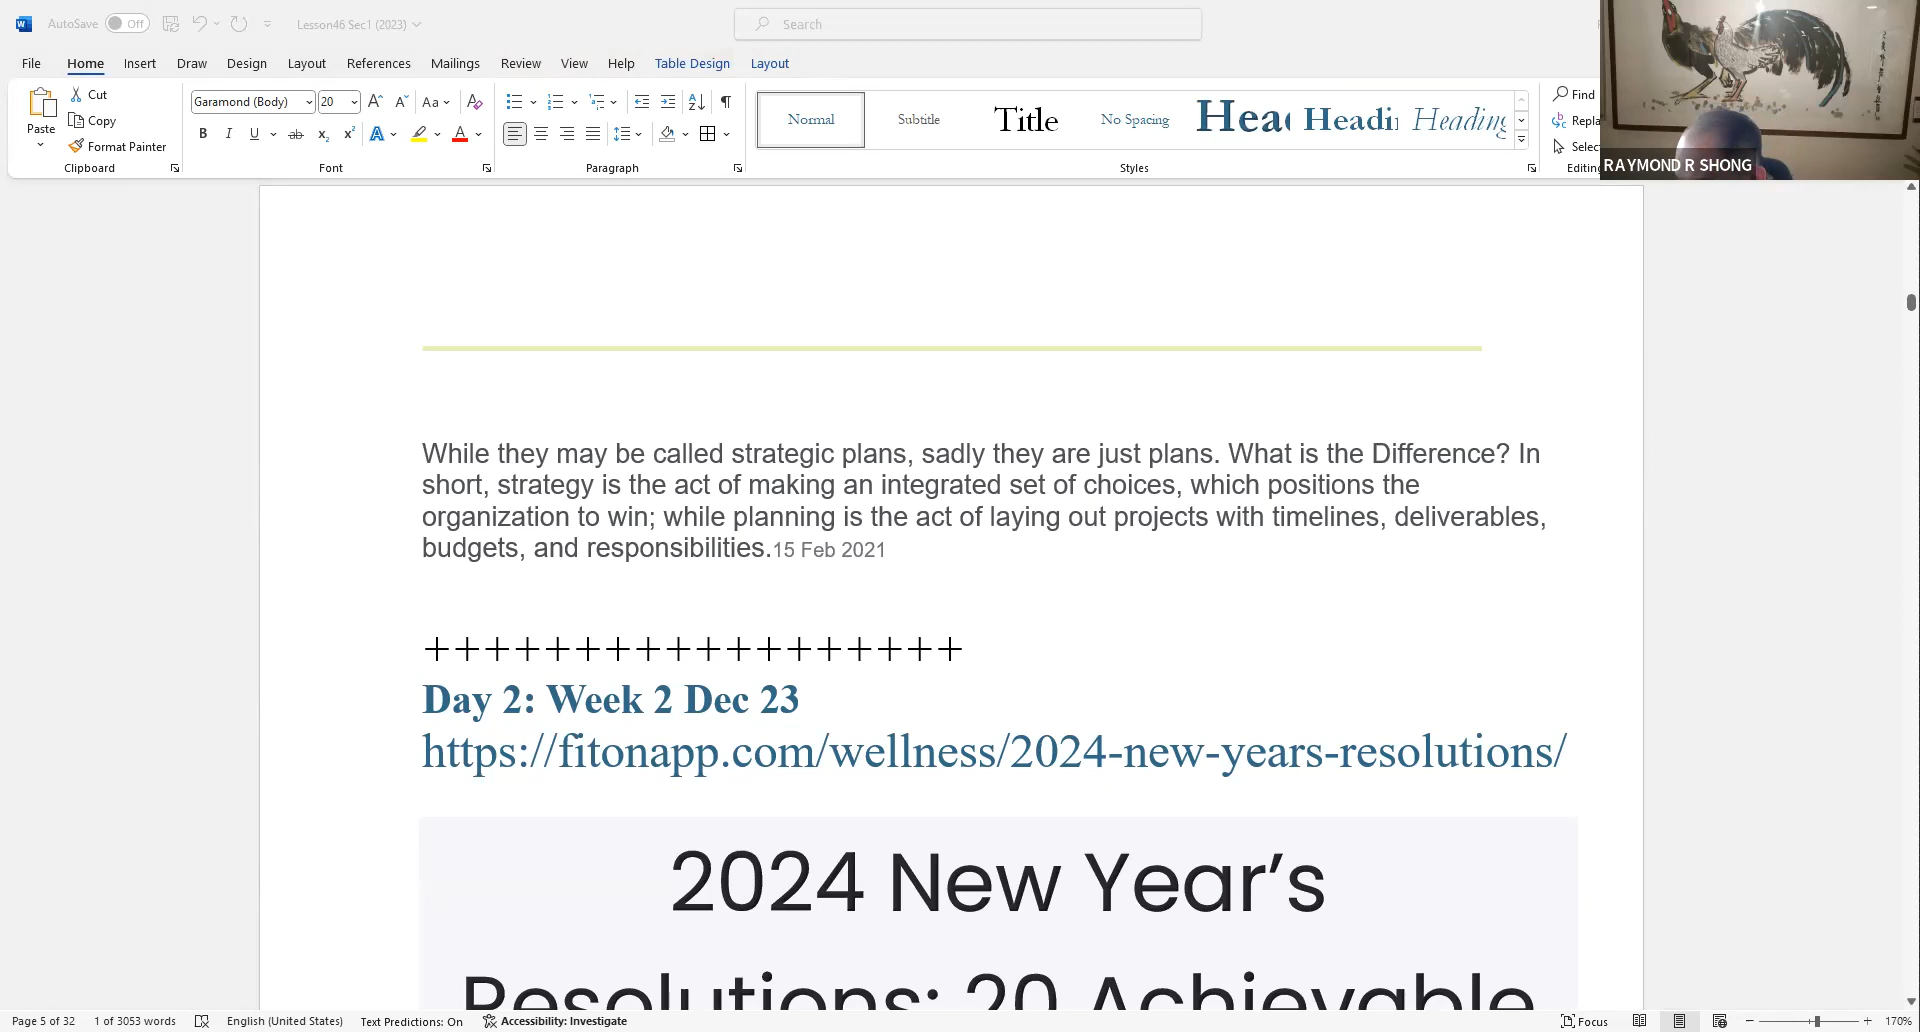 AutoSave Off Lesson46 Sec1 (2023) Search
File Home Insert Draw Design Layout References Mailings Review View Help Table Design Layout
Paste Cut Copy Format Painter Clipboard
Garamond (Body) 20 Aa Font
Paragraph
Normal Subtitle Title No Spacing Head Headin Heading Styles
Find
Repla
Selec
Editing
RAYMOND R SHONG
While they may be called strategic plans, sadly they are just plans. What is the Difference? In
short, strategy is the act of making an integrated set of choices, which positions the
organization to win; while planning is the act of laying out projects with timelines, deliverables,
budgets, and responsibilities.15 Feb 2021
++++++++++++++++++
Day 2: Week 2 Dec 23
https://fitonapp.com/wellness/2024-new-years-resolutions/
2024 New Year’s
Resolutions: 20 Achievable
Page 5 of 32 1 of 3053 words English (United States) Text Predictions: On Accessibility: Investigate Focus 170%